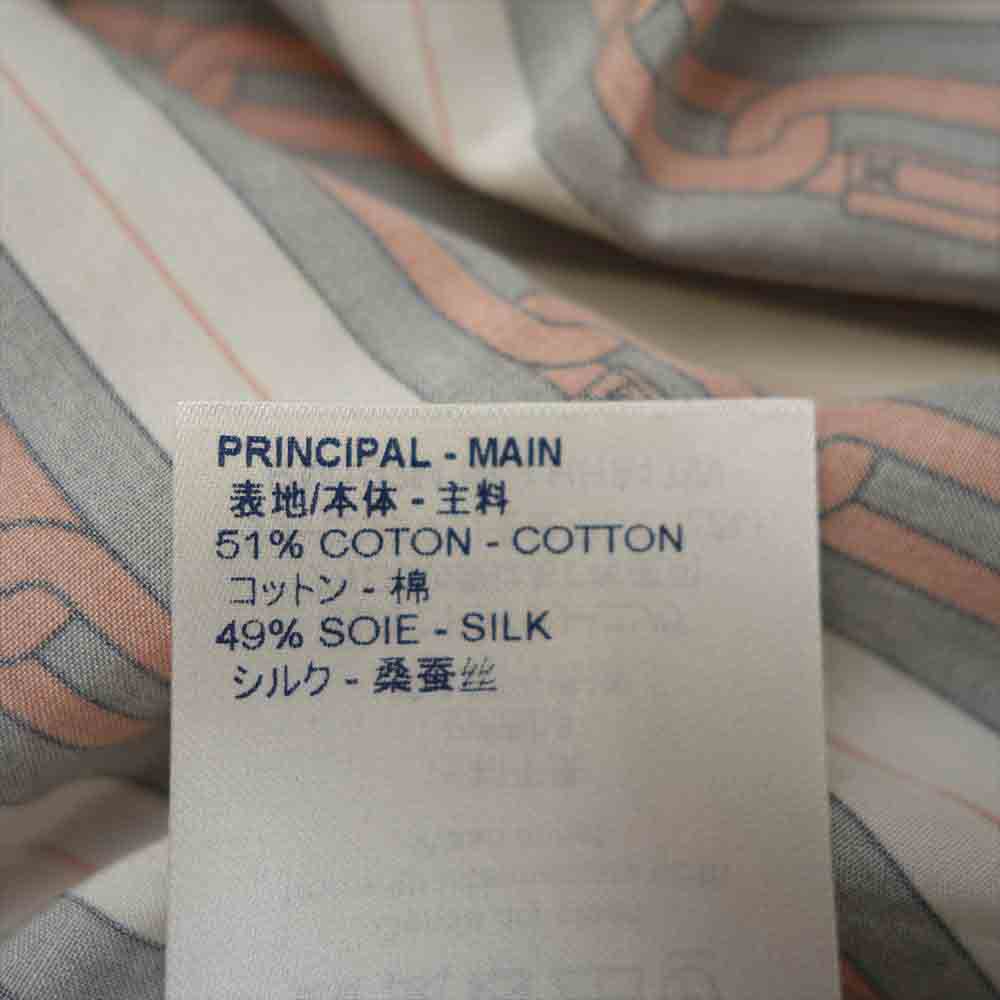 PRINCIPAL - MAIN
表地/本体 - 主料
51% COTON - COTTON
コットン - 棉
49% SOIE - SILK
シルク - 桑蚕丝